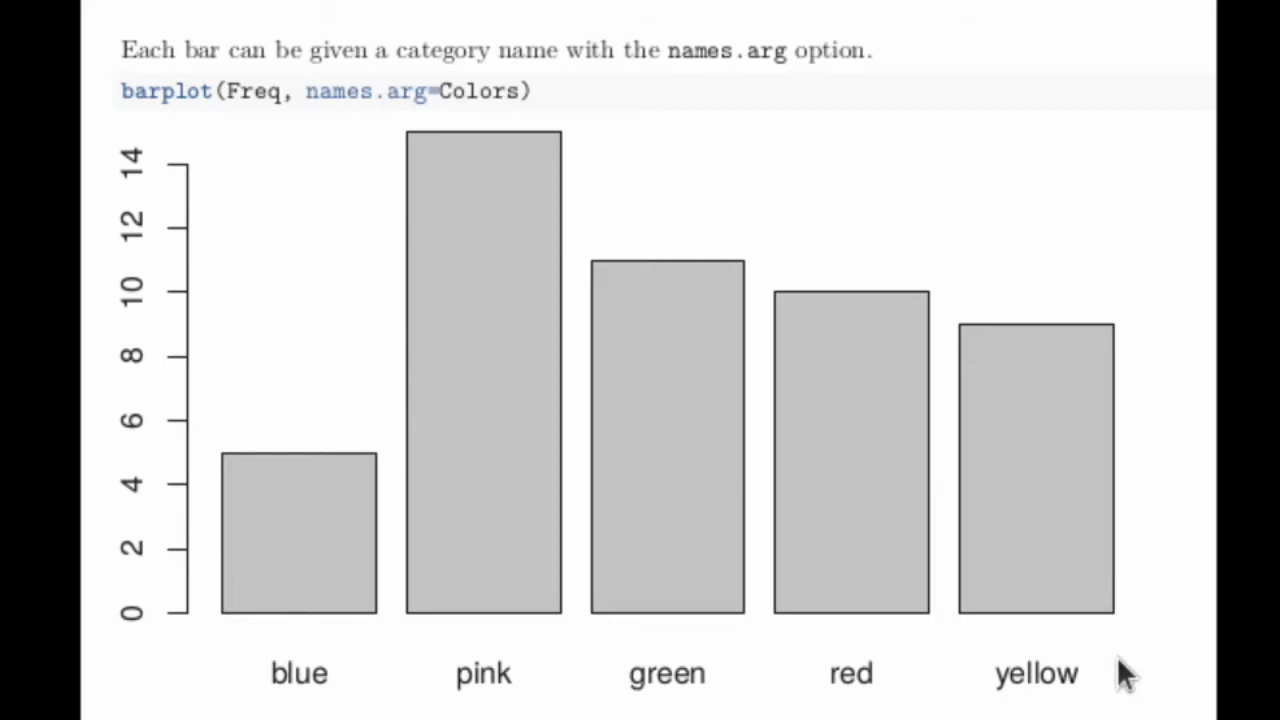 Each bar can be given a category name with the names.arg option.
barplot(Freq, names.arg=Colors)
14
12
10
8
6
4
2
0
blue pink green red yellow